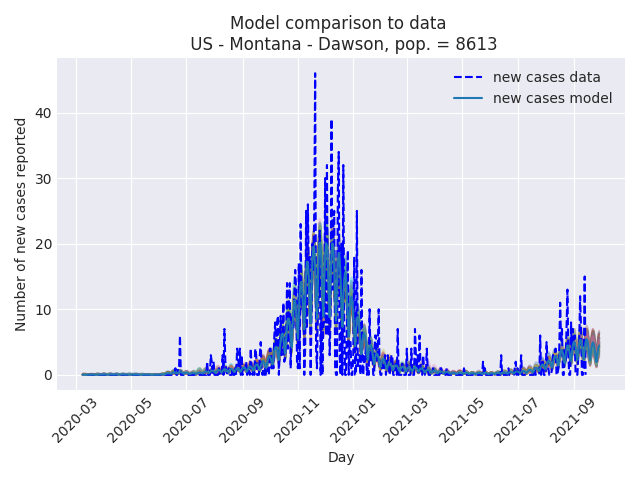 Model comparison to data
US - Montana - Dawson, pop. = 8613
new cases data
new cases model
Number of new cases reported
40
30
20
10
0
2020-03
2020-05
2020-07
2020-09
2020-11
2021-01
2021-03
2021-05
2021-07
2021-09
Day